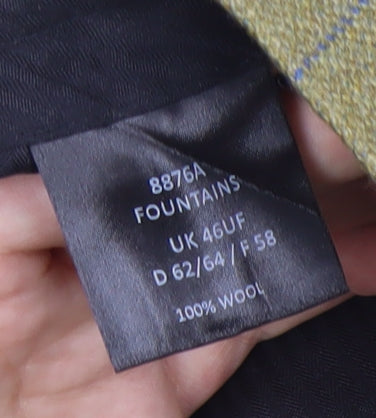 8876A
FOUNTAINS
UK 46UF
D 62/64 / F 58
100% WOOL